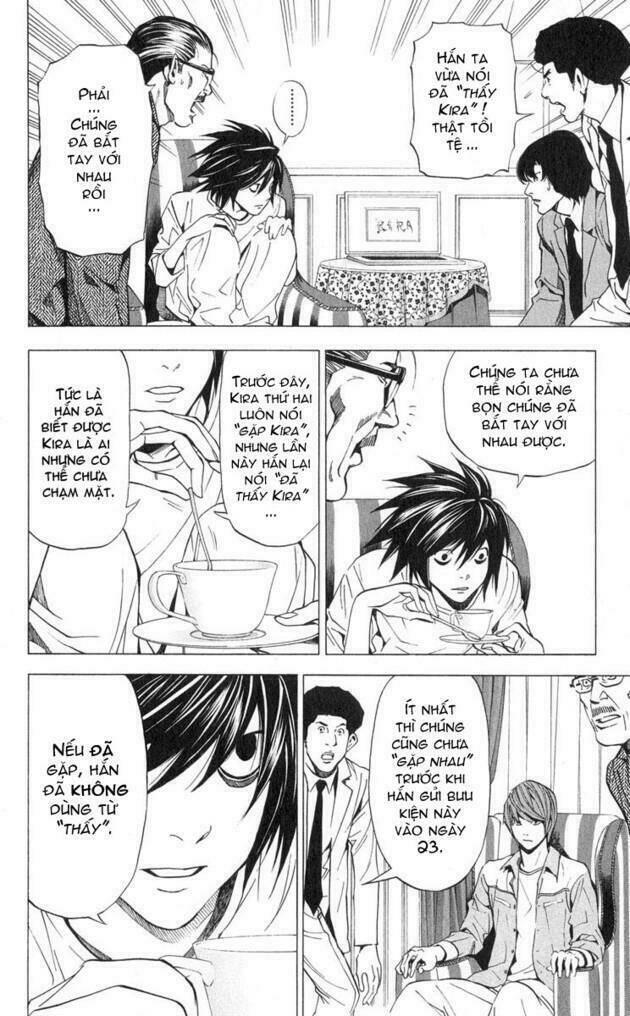 HẮN TA
VỪA NÓI
ĐÃ "THẤY
KIRA"!
THẬT TỒI
TỆ ...
........
PHẢI
...
CHÚNG
ĐÃ BẮT
TAY VỚI
NHAU
RỒI
...
KIRA
CHÚNG TA CHƯA
THỂ NÓI RẰNG
BỌN CHÚNG ĐÃ
BẮT TAY VỚI
NHAU ĐƯỢC.
TRƯỚC ĐÂY,
KIRA THỨ HAI
LUÔN NÓI
"GẶP KIRA",
NHƯNG LẦN
NÀY HẮN LẠI
NÓI "ĐÃ
THẤY KIRA"
...
TỨC LÀ
HẮN ĐÃ
BIẾT ĐƯỢC
KIRA LÀ AI
NHƯNG CÓ
THỂ CHƯA
CHẠM MẶT.
ÍT NHẤT
THÌ CHÚNG
CŨNG CHƯA
"GẶP NHAU"
TRƯỚC KHI
HẮN GỬI BƯU
KIỆN NÀY
VÀO NGÀY
23.
NẾU ĐÃ
GẶP, HẮN
ĐÃ KHÔNG
DÙNG TỪ
"THẤY".